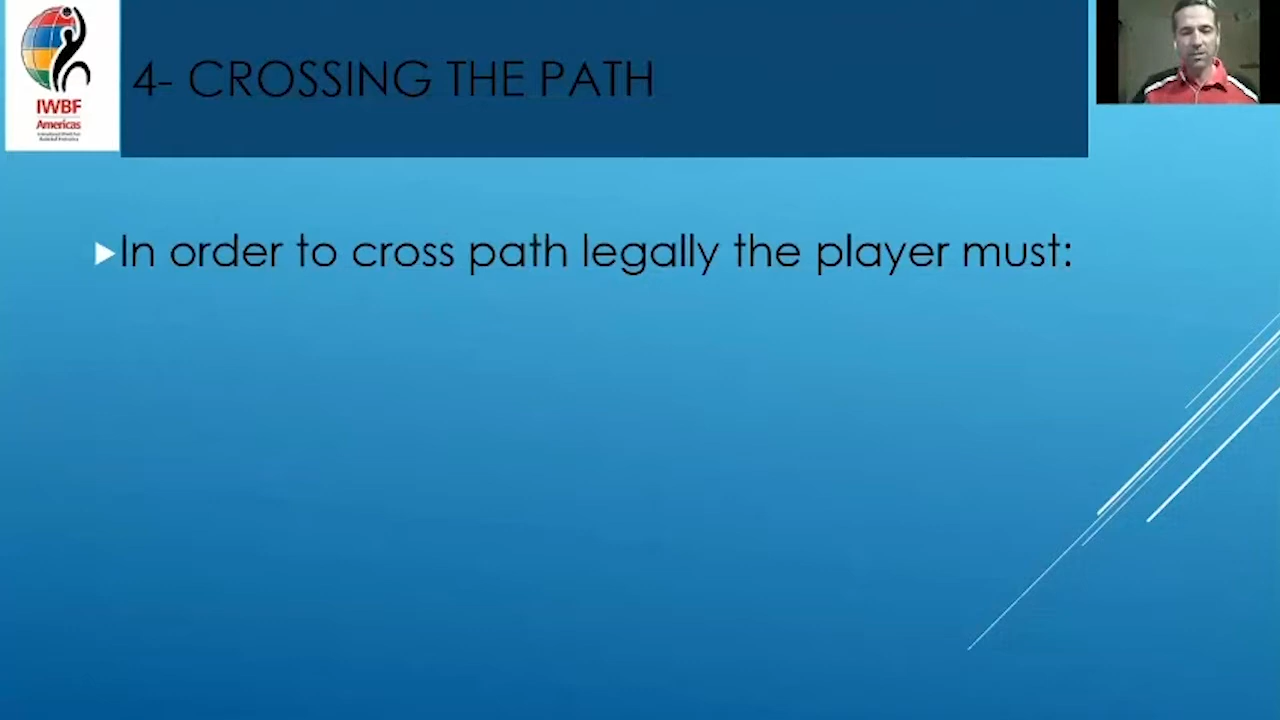 IWBF
Americas
4- CROSSING THE PATH
In order to cross path legally the player must: